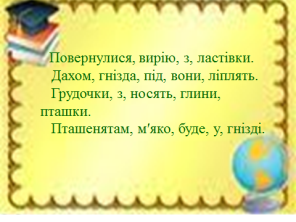 Повернулися, вирію, з, ластівки.
Дахом, гнізда, під, вони, ліплять.
Грудочки, з, носять, глини,
пташки.
Пташенятам, м'яко, буде, у, гнізді.